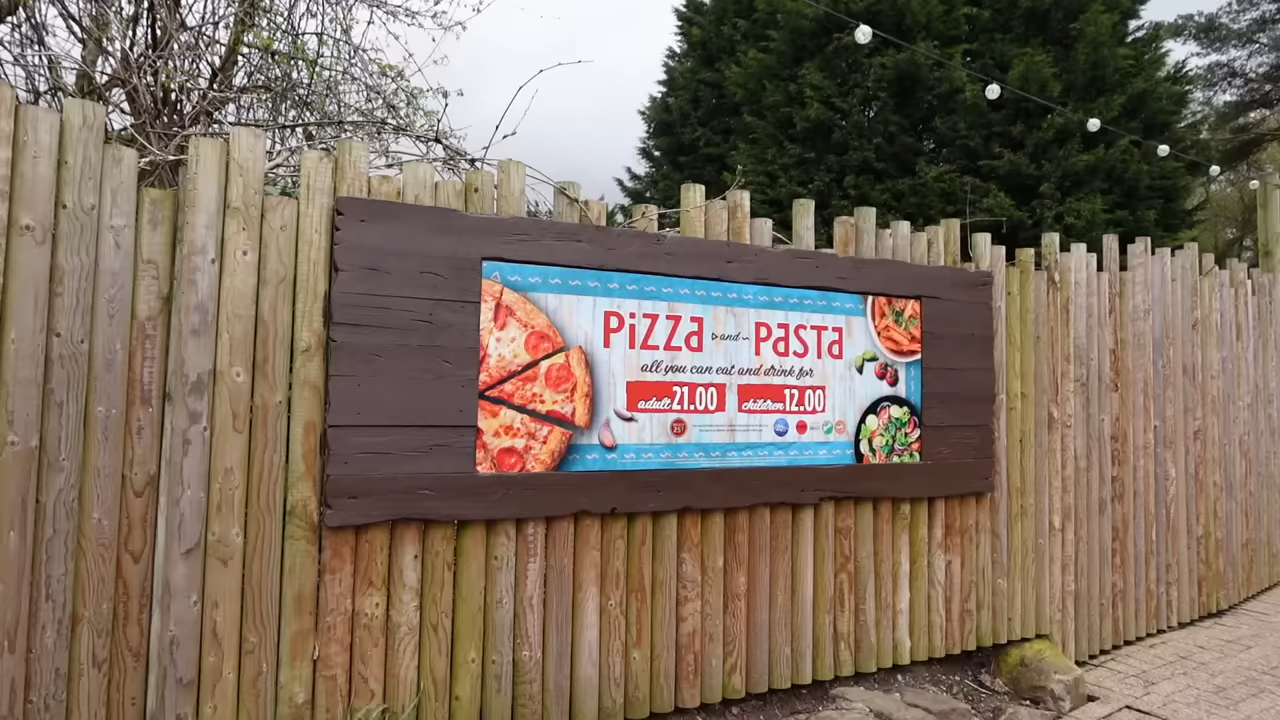 PiZZa and Pasta
all you can eat and drink for
adult 21.00 children 12.00